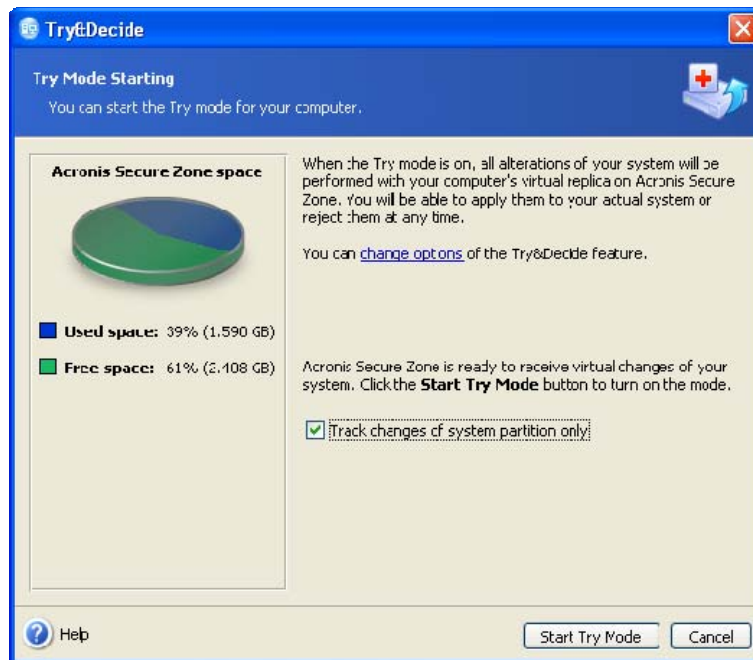 Try&Decide
Try Mode Starting
You can start the Try mode for your computer.
Acronis Secure Zone space
Used space: 39% (1.590 GB)
Free space: 61% (2.408 GB)
When the Try mode is on, all alterations of your system will be
performed with your computer's virtual replica on Acronis Secure
Zone. You will be able to apply them to your actual system or
reject them at any time.
You can change options of the Try&Decide feature.
Acronis Secure Zone is ready to receive virtual changes of your
system. Click the Start Try Mode button to turn on the mode.
Track changes of system partition only
Help
Start Try Mode
Cancel